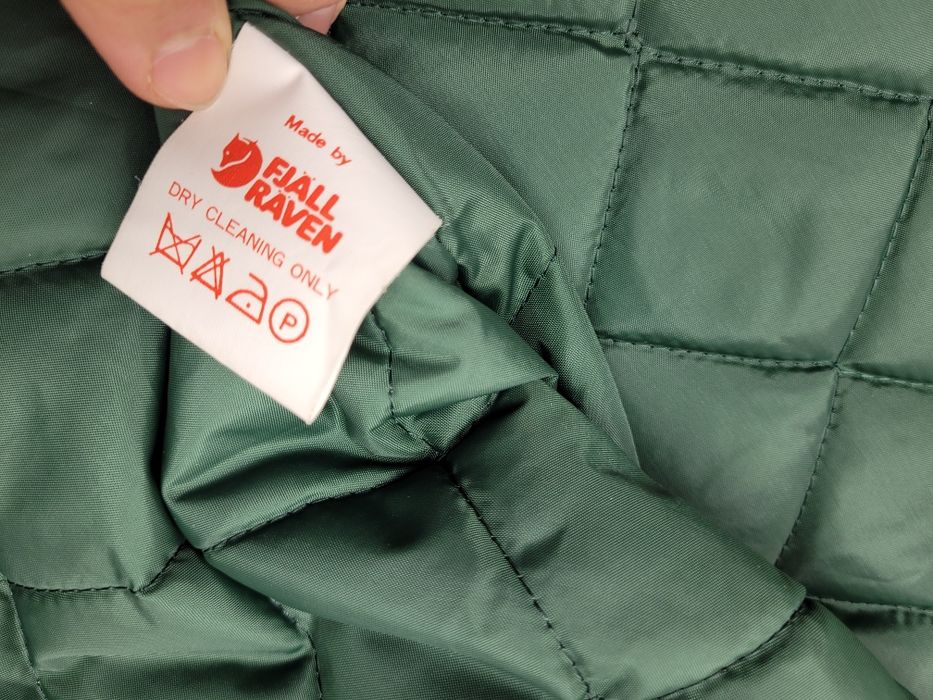 Made by
FJÄLL
RÄVEN
DRY CLEANING ONLY
P